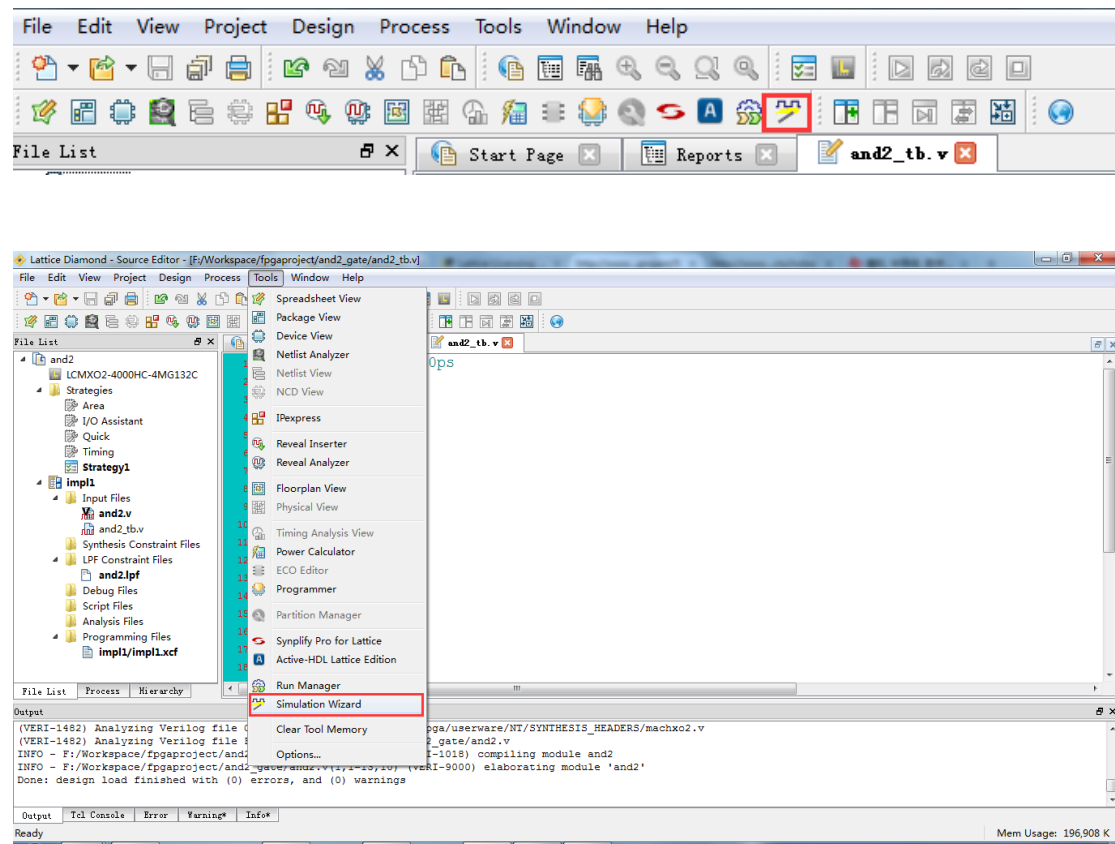 File Edit View Project Design Process Tools Window Help
A
File List
Start Page
Reports
and2_tb.v
Lattice Diamond - Source Editor - [F:/Workspace/fpgaproject/and2_gate/and2_tb.v]
File Edit View Project Design Process Tools Window Help
File List
and2_tb.v
and2
LCMXO2-4000HC-4MG132C
Strategies
Area
I/O Assistant
Quick
Timing
Strategy1
impl1
Input Files
and2.v
and2_tb.v
Synthesis Constraint Files
LPF Constraint Files
and2.lpf
Debug Files
Script Files
Analysis Files
Programming Files
impl1/impl1.xcf
File List Process Hierarchy
Spreadsheet View
Package View
Device View
Netlist Analyzer
Netlist View
NCD View
IPexpress
Reveal Inserter
Reveal Analyzer
Floorplan View
Physical View
Timing Analysis View
Power Calculator
ECO Editor
Programmer
Partition Manager
Synplify Pro for Lattice
A Active-HDL Lattice Edition
Run Manager
Simulation Wizard
Clear Tool Memory
Options...
0ps
Output
(VERI-1482) Analyzing Verilog file pga/userware/NT/SYNTHESIS_HEADERS/machxo2.v
(VERI-1482) Analyzing Verilog file 2_gate/and2.v
INFO - F:/Workspace/fpgaproject/and2 I-1018) compiling module and2
INFO - F:/Workspace/fpgaproject/and2_gate/and2.v (VERI-9000) elaborating module 'and2'
Done: design load finished with (0) errors, and (0) warnings
Output Tcl Console Error Warning* Info*
Ready
Mem Usage: 196,908 K